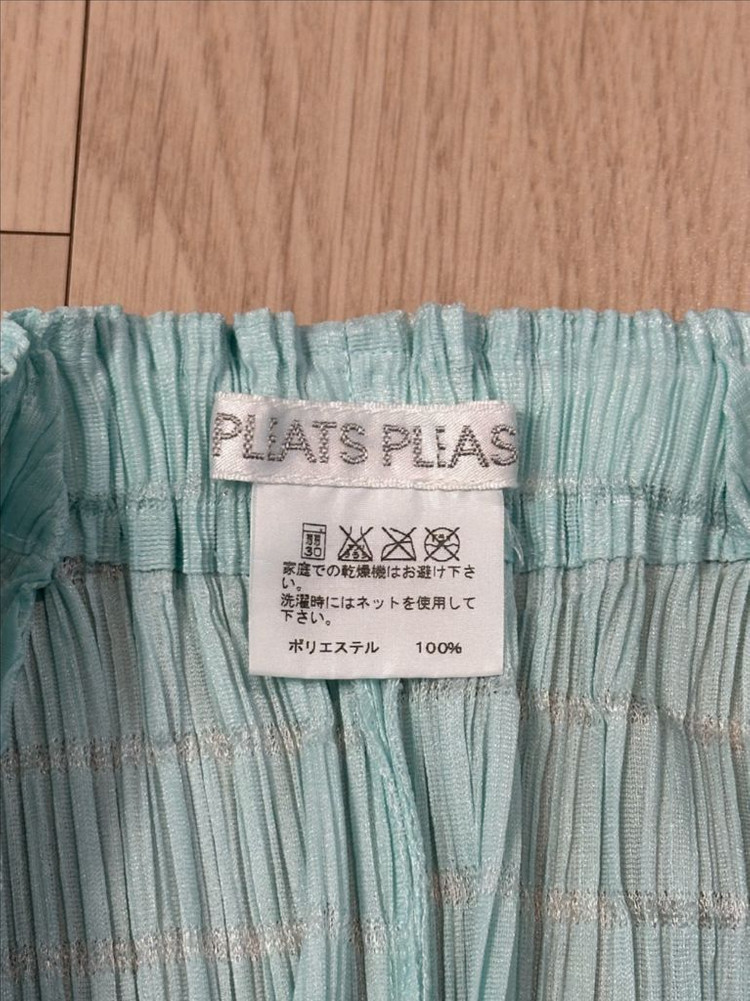 PLEATS PLEAS
30
家庭での乾燥機はお避け下さ
い。
洗濯時にはネットを使用して
下さい。
ポリエステル 100%